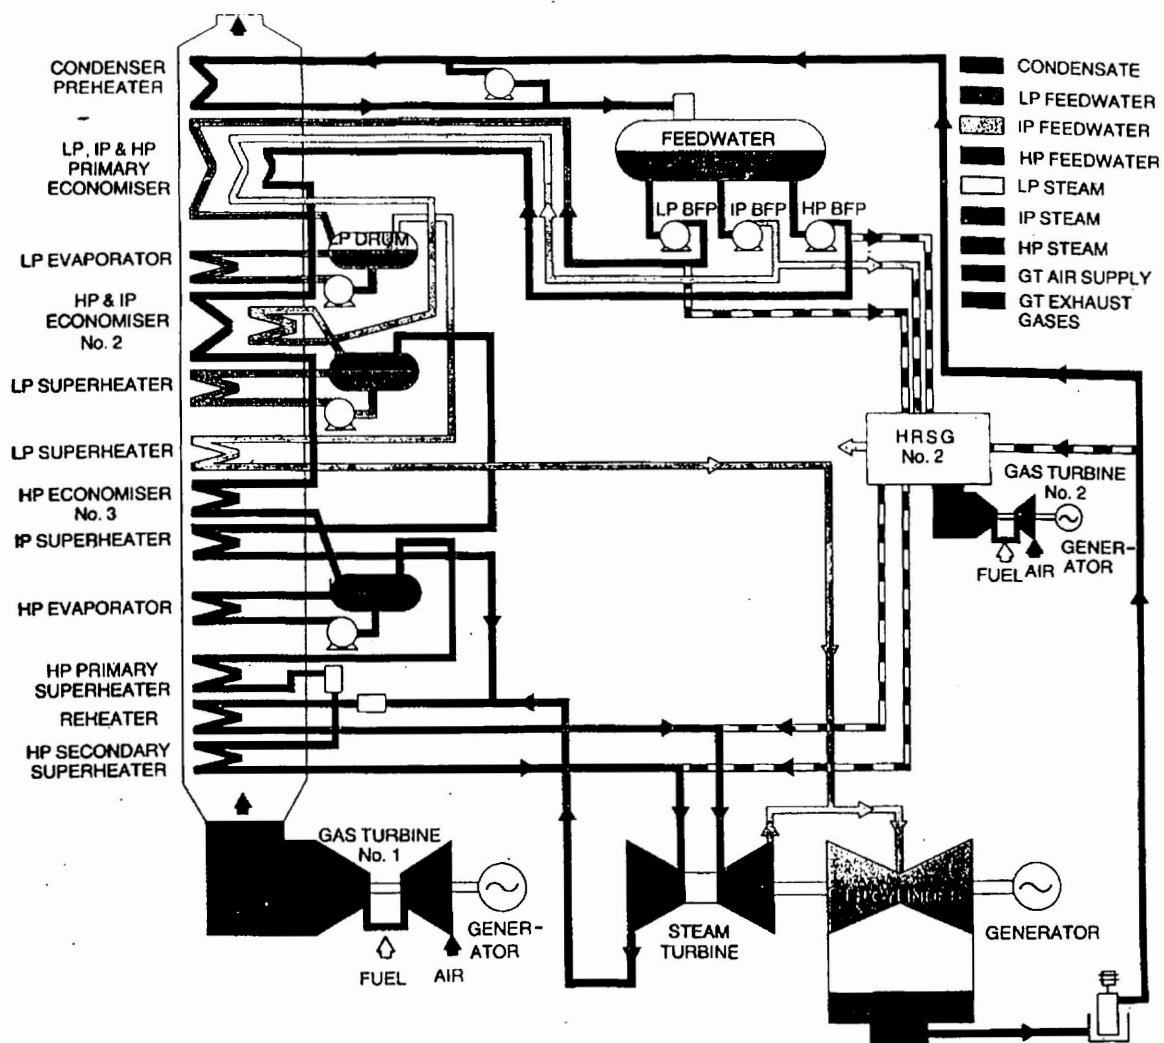 CONDENSER
PREHEATER
LP, IP & HP
PRIMARY
ECONOMISER
LP EVAPORATOR
HP & IP
ECONOMISER
No. 2
LP SUPERHEATER
LP SUPERHEATER
HP ECONOMISER
No. 3
IP SUPERHEATER
HP EVAPORATOR
HP PRIMARY
SUPERHEATER
REHEATER
HP SECONDARY
SUPERHEATER
LP DRUM
FEEDWATER
LP BFP
IP BFP
HP BFP
CONDENSATE
LP FEEDWATER
IP FEEDWATER
HP FEEDWATER
LP STEAM
IP STEAM
HP STEAM
GT AIR SUPPLY
GT EXHAUST
GASES
HRSG
No. 2
GAS TURBINE
No. 2
GENER-
ATOR
FUEL
AIR
GAS TURBINE
No. 1
GENER-
ATOR
FUEL
AIR
STEAM
TURBINE
LP CYLINDER
GENERATOR